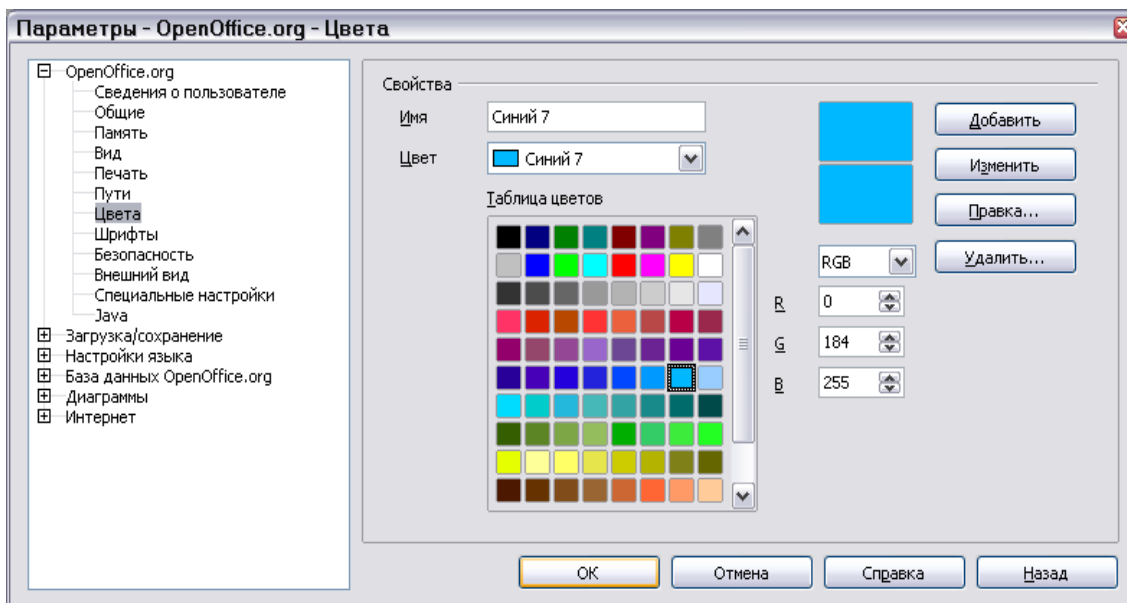 Параметры - OpenOffice.org - Цвета
OpenOffice.org
Сведения о пользователе
Общие
Память
Вид
Печать
Пути
Цвета
Шрифты
Безопасность
Внешний вид
Специальные настройки
Java
Загрузка/сохранение
Настройки языка
База данных OpenOffice.org
Диаграммы
Интернет
Свойства
Имя
Синий 7
Цвет
Синий 7
Таблица цветов
RGB
R
0
G
184
B
255
Добавить
Изменить
Правка...
Удалить...
ОК
Отмена
Справка
Назад